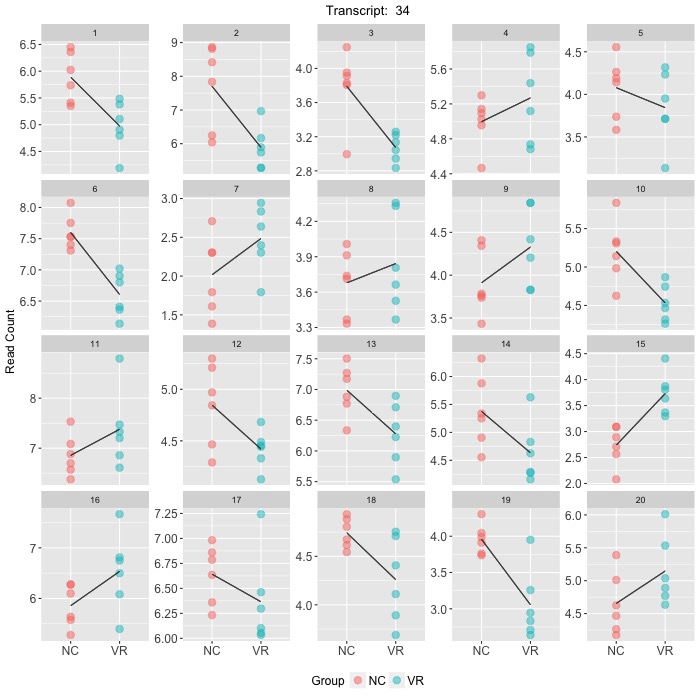 Transcript: 34
1 2 3 4 5
6.5 6.0 5.5 5.0 4.5
9 8 7 6
4.0 3.6 3.2 2.8
5.6 5.2 4.8 4.4
4.5 4.0 3.5
6 7 8 9 10
8.0 7.5 7.0 6.5
3.0 2.5 2.0 1.5
4.2 3.9 3.6 3.3
4.5 4.0 3.5
5.5 5.0 4.5
Read Count
11 12 13 14 15
8 7
5.0 4.5
7.5 7.0 6.5 6.0 5.5
6.0 5.5 5.0 4.5
4.5 4.0 3.5 3.0 2.5 2.0
16 17 18 19 20
7 6
7.25 7.00 6.75 6.50 6.25 6.00
4.5 4.0
4.0 3.5 3.0
6.0 5.5 5.0 4.5
NC VR NC VR NC VR NC VR NC VR
Group NC VR